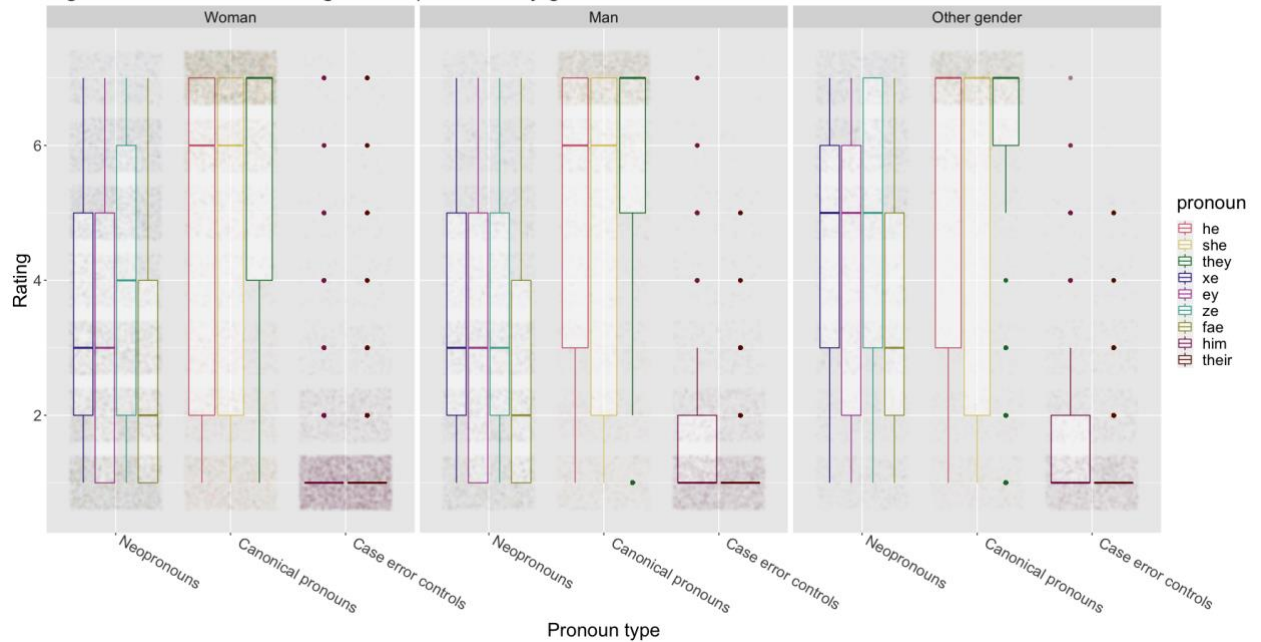 Woman
Man
Other gender
6
4
2
Rating
Neopronouns
Canonical pronouns
Case error controls
Neopronouns
Canonical pronouns
Case error controls
Neopronouns
Canonical pronouns
Case error controls
Pronoun type
pronoun
he
she
they
xe
ey
ze
fae
him
their